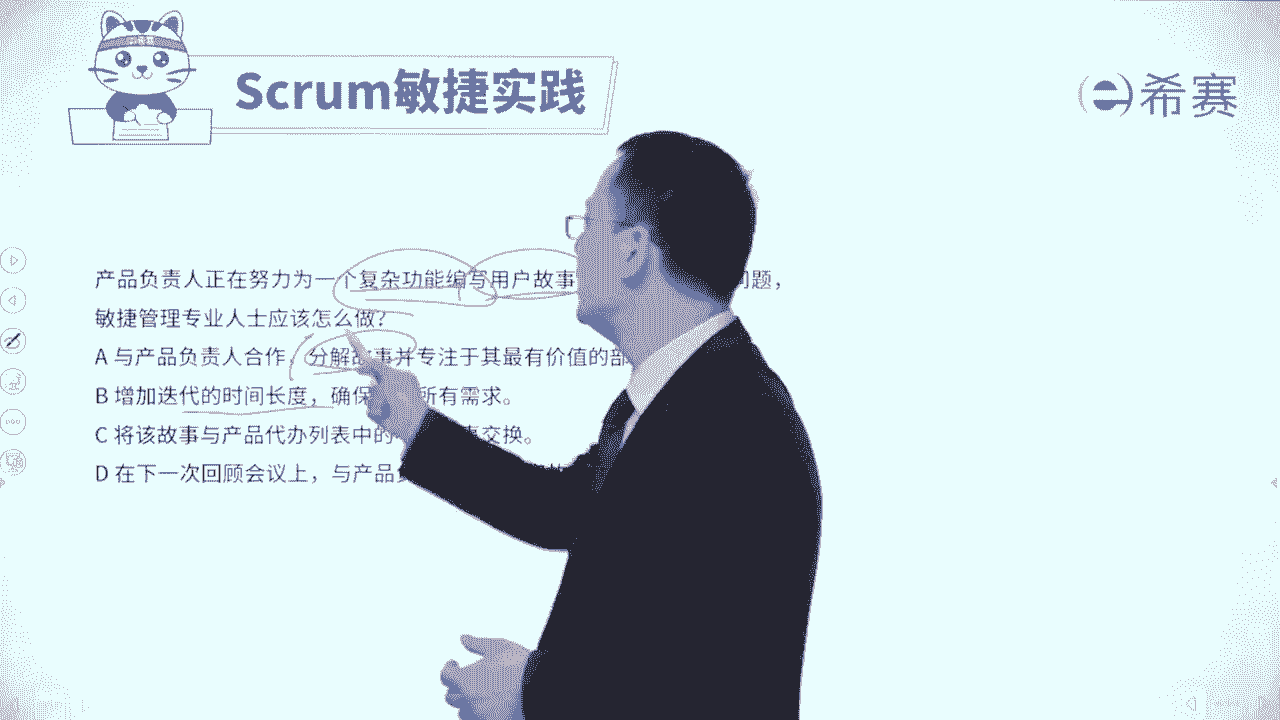 Scrum敏捷实践
希赛
产品负责人正在努力为一个复杂功能编写用户故事 问题，
敏捷管理专业人士应该怎么做？
A 与产品负责人合作，分解故事并专注于其最有价值的部
B 增加迭代的时间长度，确保 所有需求。
C 将该故事与产品代办列表中的 交换。
D 在下一次回顾会议上，与产品